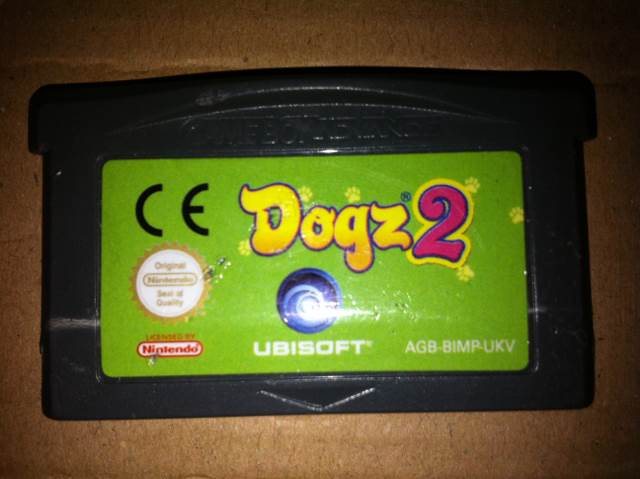 GAME BOY ADVANCE
CE
Dogz® 2
Original
Nintendo
Seal of
Quality
LICENSED BY
Nintendo
UBISOFT®
AGB-BIMP-UKV